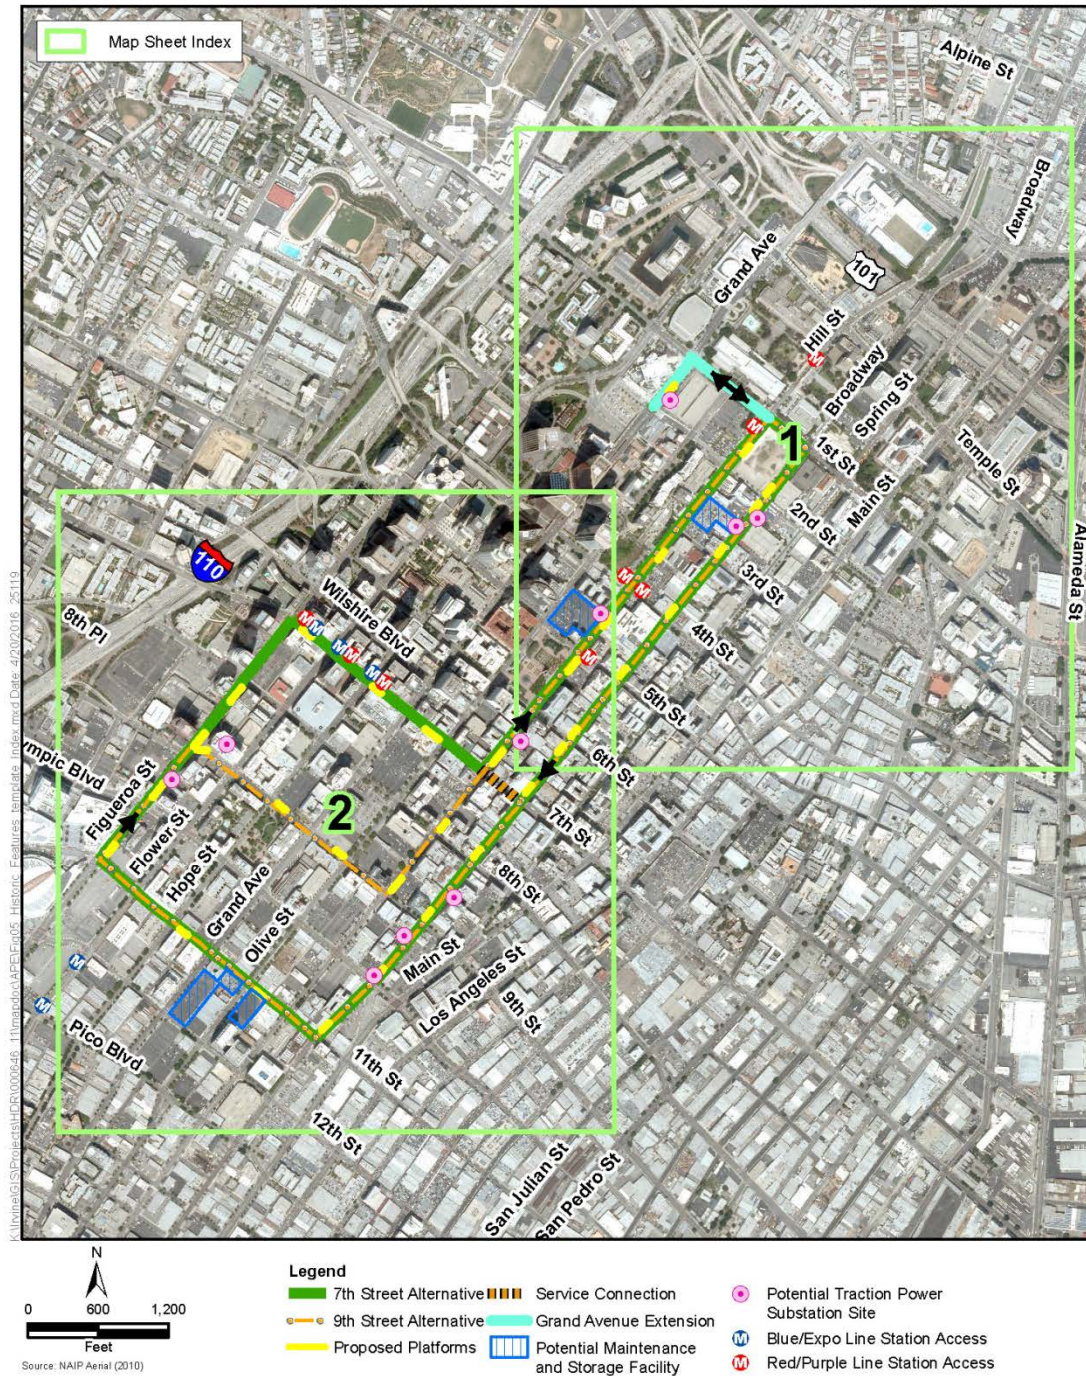 Map Sheet Index
Alpine St
Broadway
Grand Ave
101
Hill St
Broadway
Spring St
Temple St
1
1st St
Main St
2nd St
Alameda St
3rd St
110
Wilshire Blvd
8th Pl
4th St
5th St
6th St
7th St
mpic Blvd
Figueroa St
2
Flower St
Hope St
8th St
Grand Ave
Olive St
Main St
Los Angeles St
9th St
Pico Blvd
11th St
12th St
San Julian St
San Pedro St
M
N
0 600 1,200
Feet
Source: NAIP Aerial (2010)
Legend
7th Street Alternative
9th Street Alternative
Proposed Platforms
Service Connection
Grand Avenue Extension
Potential Maintenance
and Storage Facility
Potential Traction Power
Substation Site
M Blue/Expo Line Station Access
M Red/Purple Line Station Access